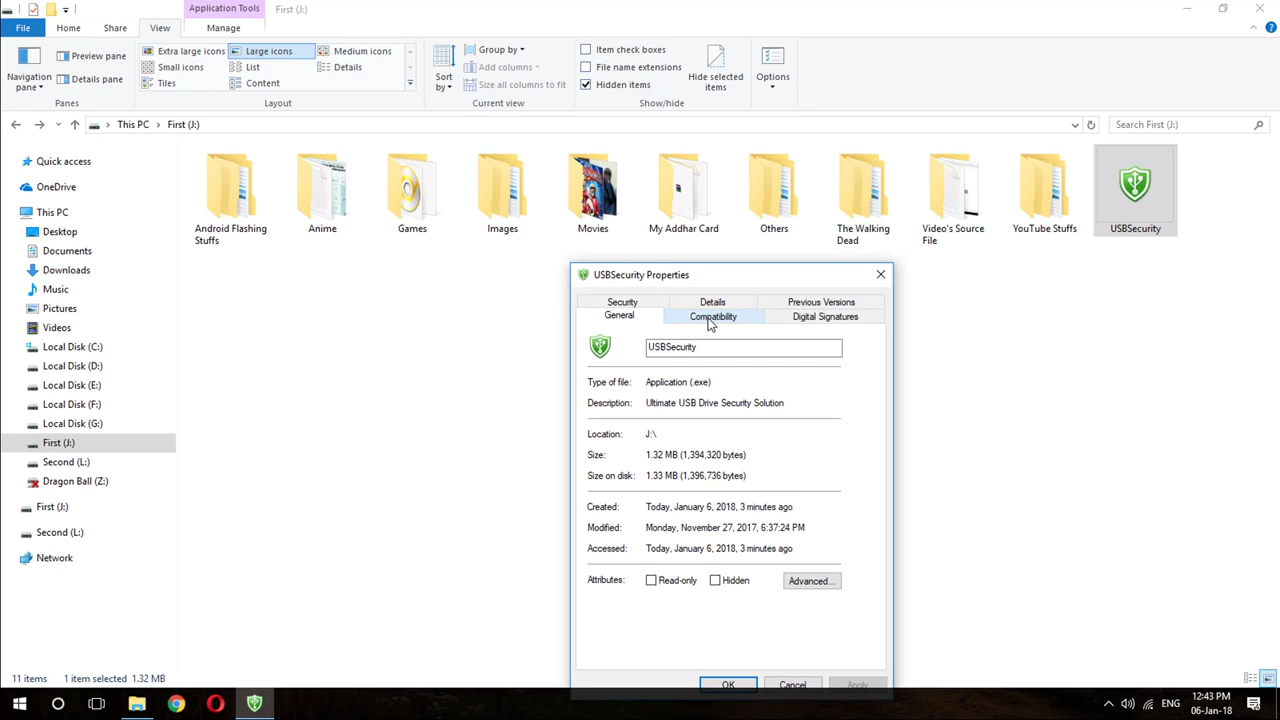 Application Tools
First (J:)
File
Home
Share
View
Manage
Navigation pane
Preview pane
Details pane
Panes
Extra large icons
Large icons
Medium icons
Small icons
List
Details
Tiles
Content
Layout
Sort by
Group by
Add columns
Size all columns to fit
Current view
Item check boxes
File name extensions
Hidden items
Hide selected items
Show/hide
Options
This PC
First (J:)
Search First (J:)
Quick access
OneDrive
This PC
Desktop
Documents
Downloads
Music
Pictures
Videos
Local Disk (C:)
Local Disk (D:)
Local Disk (E:)
Local Disk (F:)
Local Disk (G:)
First (J:)
Second (L:)
Dragon Ball (Z:)
First (J:)
Second (L:)
Network
Android Flashing
Stuffs
Anime
Games
Images
Movies
My Addhar Card
Others
The Walking
Dead
Video's Source
File
YouTube Stuffs
USBSecurity
USBSecurity Properties
Security
Details
Previous Versions
General
Compatibility
Digital Signatures
USBSecurity
Type of file: Application (.exe)
Description: Ultimate USB Drive Security Solution
Location: J:\
Size: 1.32 MB (1,394,320 bytes)
Size on disk: 1.33 MB (1,396,736 bytes)
Created: Today, January 6, 2018, 3 minutes ago
Modified: Monday, November 27, 2017, 6:37:24 PM
Accessed: Today, January 6, 2018, 3 minutes ago
Attributes: Read-only Hidden Advanced...
OK Cancel Apply
11 items 1 item selected 1.32 MB
ENG
12:43 PM
06-Jan-18